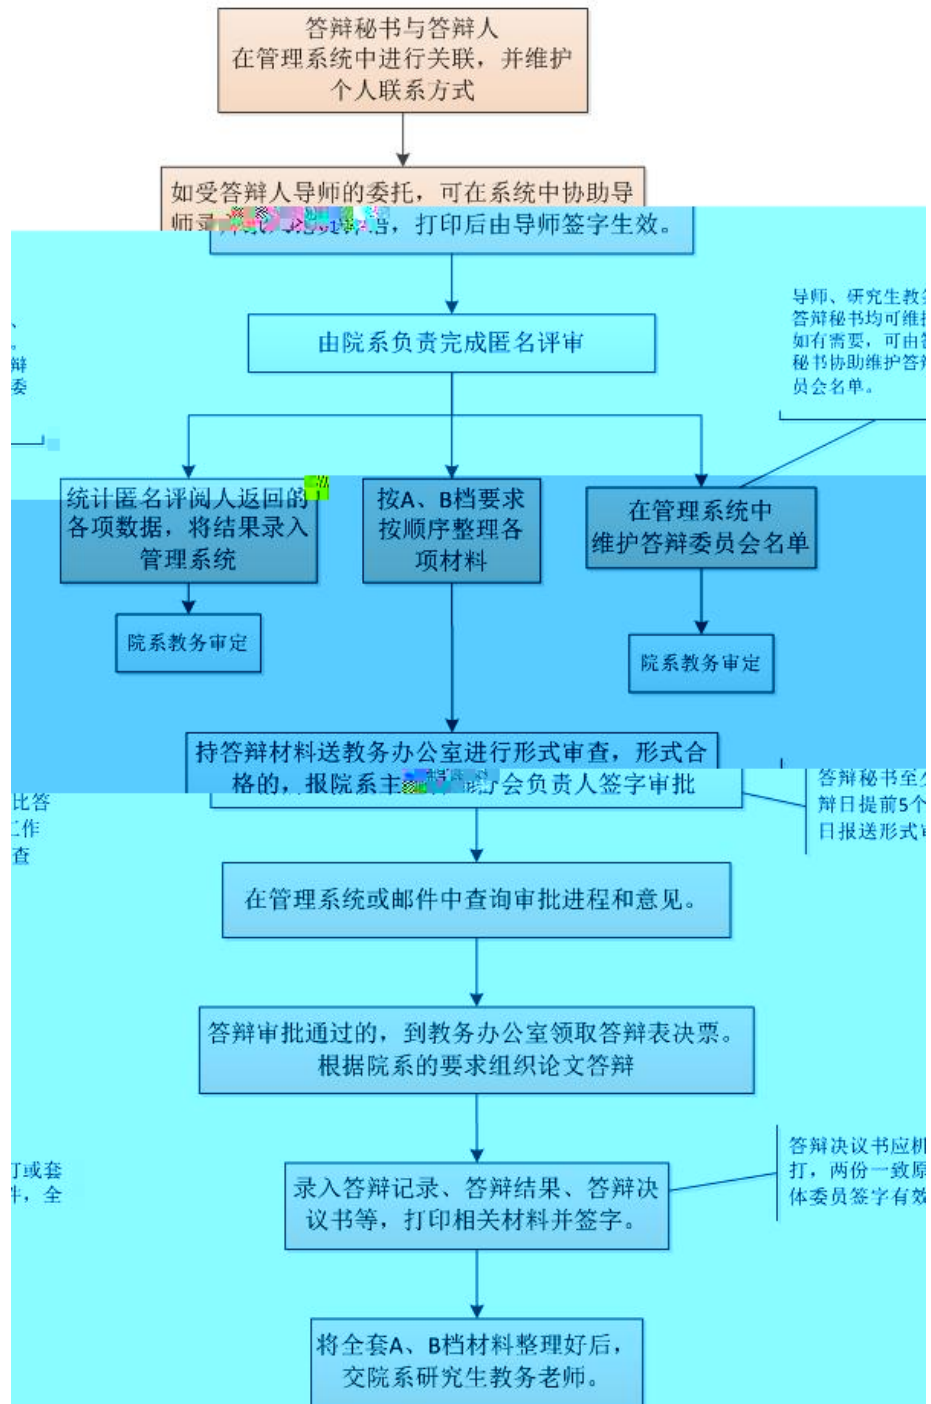 答辩秘书与答辩人
在管理系统中进行关联，并维护
个人联系方式
如受答辩人导师的委托，可在系统中协助导
师
，打印后由导师签字生效。
由院系负责完成匿名评审
导师、研究生教
答辩秘书均可维
如有需要，可由
秘书协助维护答
员会名单。
、
。
辩
委
统计匿名评阅人返回的
各项数据，将结果录入
管理系统
按A、B档要求
按顺序整理各
项材料
在管理系统中
维护答辩委员会名单
院系教务审定
院系教务审定
持答辩材料送教务办公室进行形式审查，形式合
格的，报院系主 会负责人签字审批
答辩秘书至
辩日提前5个
日报送形式
比答
工作
查
在管理系统或邮件中查询审批进程和意见。
答辩审批通过的，到教务办公室领取答辩表决票。
根据院系的要求组织论文答辩
录入答辩记录、答辩结果、答辩决
议书等，打印相关材料并签字。
答辩决议书应机
打，两份一致原
体委员签字有效
打或套
件，全
将全套A、B档材料整理好后，
交院系研究生教务老师。